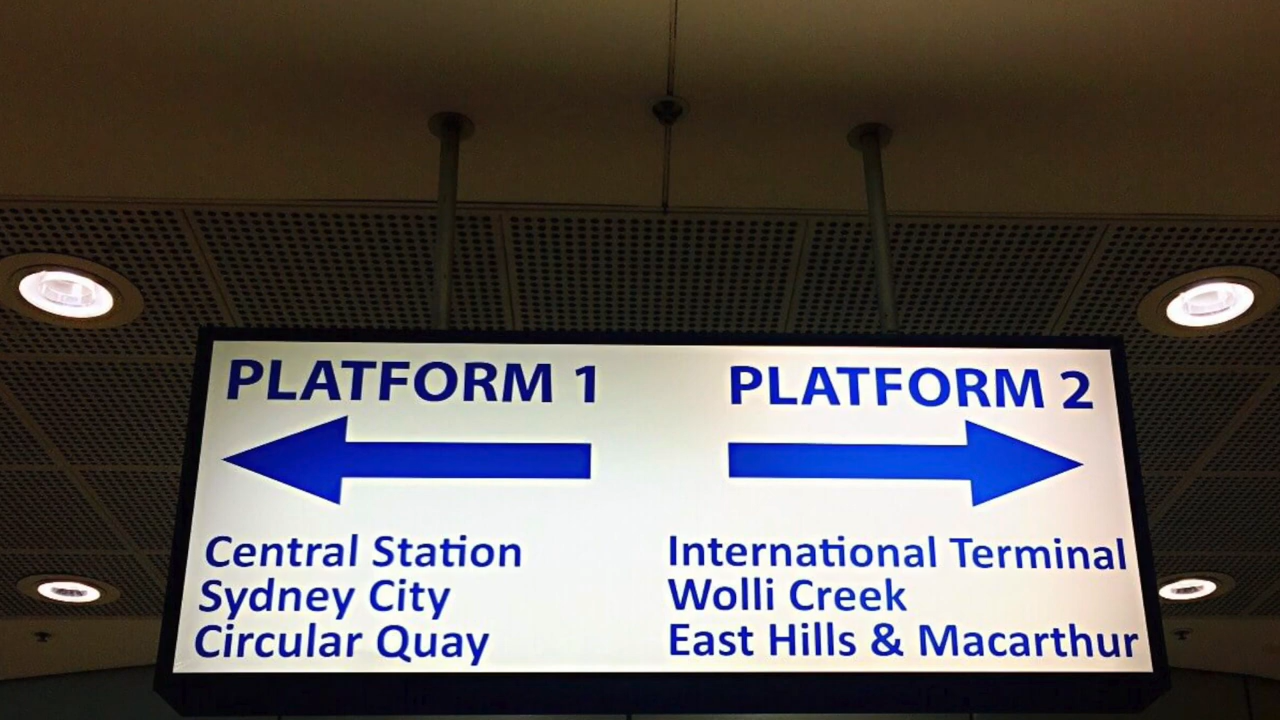 PLATFORM 1
Central Station
Sydney City
Circular Quay
PLATFORM 2
International Terminal
Wolli Creek
East Hills & Macarthur